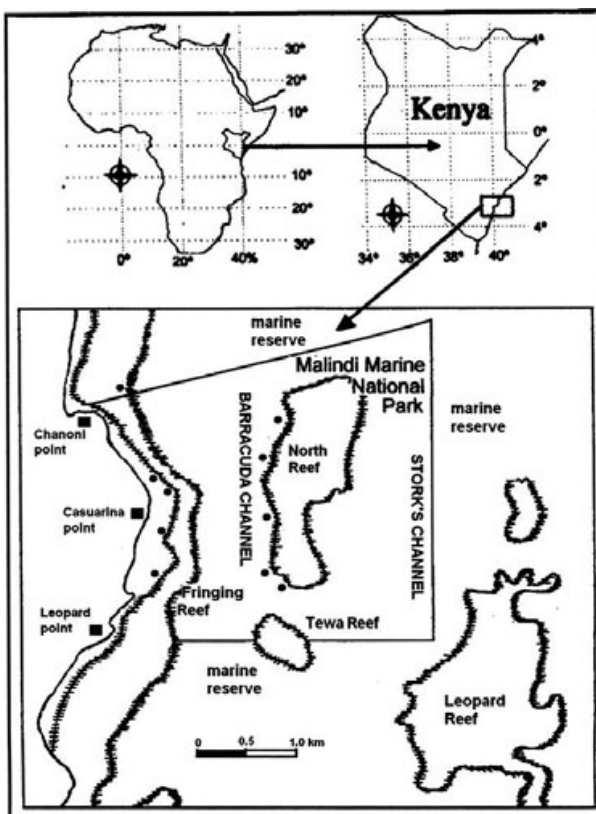 30°
20°
10°
10°
20°
30°
0°
20°
40%
Kenya
4°
2°
0°
2°
4°
34°
36°
38°
40°
marine
reserve
Malindi Marine
National
Park
marine
reserve
Chanoni
point
BARRACUDA CHANNEL
North
Reef
STORK'S CHANNEL
Casuarina
point
Fringing
Reef
Leopard
point
Tewa Reef
marine
reserve
Leopard
Reef
0
0.5
1.0 km